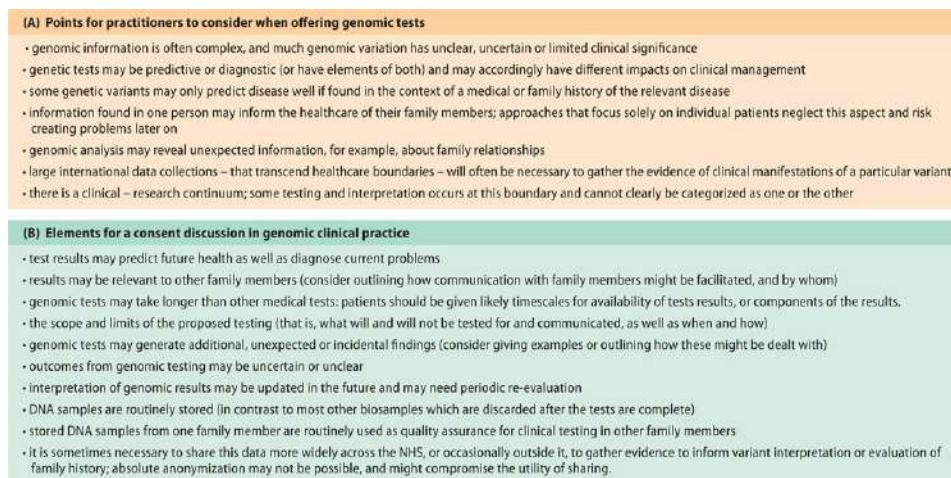 (A) Points for practitioners to consider when offering genomic tests
• genomic information is often complex, and much genomic variation has unclear, uncertain or limited clinical significance
• genetic tests may be predictive or diagnostic (or have elements of both) and may accordingly have different impacts on clinical management
• some genetic variants may only predict disease well if found in the context of a medical or family history of the relevant disease
• information found in one person may inform the healthcare of their family members; approaches that focus solely on individual patients neglect this aspect and risk
creating problems later on
• genomic analysis may reveal unexpected information, for example, about family relationships
• large international data collections – that transcend healthcare boundaries – will often be necessary to gather the evidence of clinical manifestations of a particular variant
• there is a clinical – research continuum; some testing and interpretation occurs at this boundary and cannot clearly be categorized as one or the other
(B) Elements for a consent discussion in genomic clinical practice
• test results may predict future health as well as diagnose current problems
• results may be relevant to other family members (consider outlining how communication with family members might be facilitated, and by whom)
• genomic tests may take longer than other medical tests: patients should be given likely timescales for availability of tests results, or components of the results.
• the scope and limits of the proposed testing (that is, what will and will not be tested for and communicated, as well as when and how)
• genomic tests may generate additional, unexpected or incidental findings (consider giving examples or outlining how these might be dealt with)
• outcomes from genomic testing may be uncertain or unclear
• interpretation of genomic results may be updated in the future and may need periodic re-evaluation
• DNA samples are routinely stored (in contrast to most other biosamples which are discarded after the tests are complete)
• stored DNA samples from one family member are routinely used as quality assurance for clinical testing in other family members
• it is sometimes necessary to share this data more widely across the NHS, or occasionally outside it, to gather evidence to inform variant interpretation or evaluation of
family history; absolute anonymization may not be possible, and might compromise the utility of sharing.